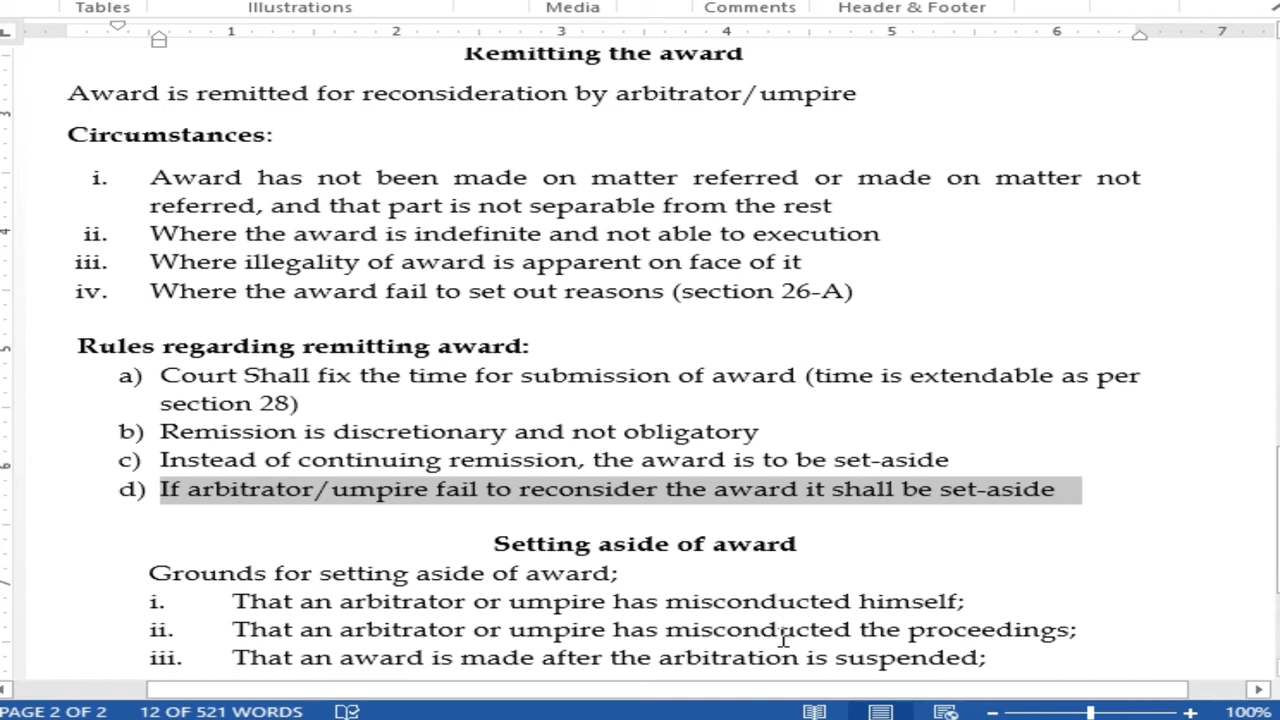 Tables Illustrations Media Comments Header & Footer
1 2 3 4 5 6 7
Remitting the award
Award is remitted for reconsideration by arbitrator/umpire
Circumstances:
i. Award has not been made on matter referred or made on matter not
referred, and that part is not separable from the rest
ii. Where the award is indefinite and not able to execution
iii. Where illegality of award is apparent on face of it
iv. Where the award fail to set out reasons (section 26-A)
Rules regarding remitting award:
a) Court Shall fix the time for submission of award (time is extendable as per
section 28)
b) Remission is discretionary and not obligatory
c) Instead of continuing remission, the award is to be set-aside
d) If arbitrator/umpire fail to reconsider the award it shall be set-aside
Setting aside of award
Grounds for setting aside of award;
i. That an arbitrator or umpire has misconducted himself;
ii. That an arbitrator or umpire has misconducted the proceedings;
iii. That an award is made after the arbitration is suspended;
PAGE 2 OF 2 12 OF 521 WORDS 100%